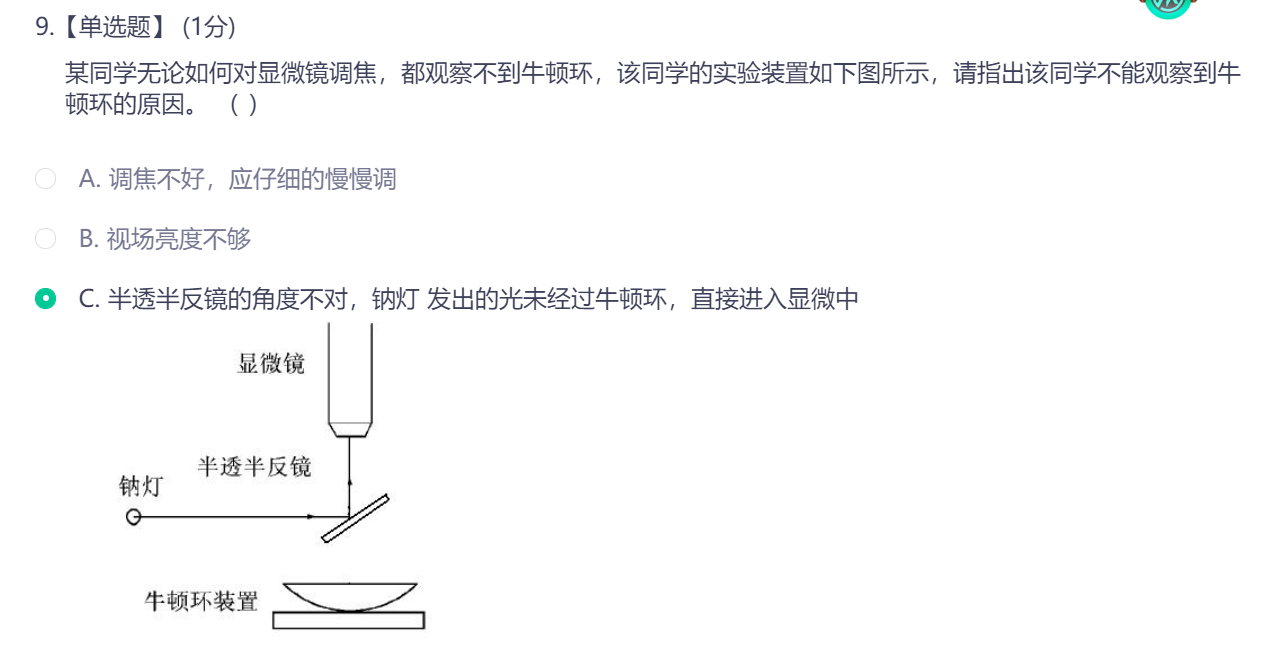 9.【单选题】 (1分)
某同学无论如何对显微镜调焦，都观察不到牛顿环，该同学的实验装置如下图所示，请指出该同学不能观察到牛
顿环的原因。 ( )
A. 调焦不好，应仔细的慢慢调
B. 视场亮度不够
C. 半透半反镜的角度不对，钠灯 发出的光未经过牛顿环，直接进入显微中
显微镜
半透半反镜
钠灯
牛顿环装置